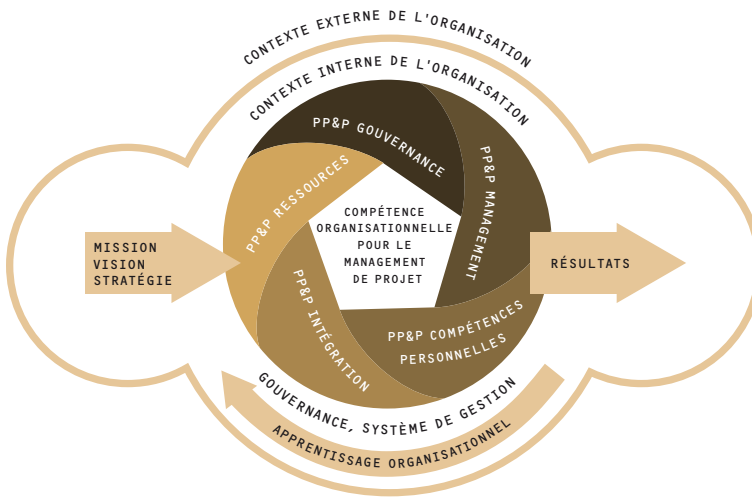 CONTEXTE EXTERNE DE L'ORGANISATION
CONTEXTE INTERNE DE L'ORGANISATION
PP&P GOUVERNANCE
PP&P MANAGEMENT
PP&P RESSOURCES
COMPÉTENCE
ORGANISATIONNELLE
POUR LE
MANAGEMENT
DE PROJET
MISSION
VISION
STRATÉGIE
RÉSULTATS
PP&P INTÉGRATION
PP&P COMPÉTENCES
PERSONNELLES
GOUVERNANCE, SYSTÈME DE GESTION
APPRENTISSAGE ORGANISATIONNEL